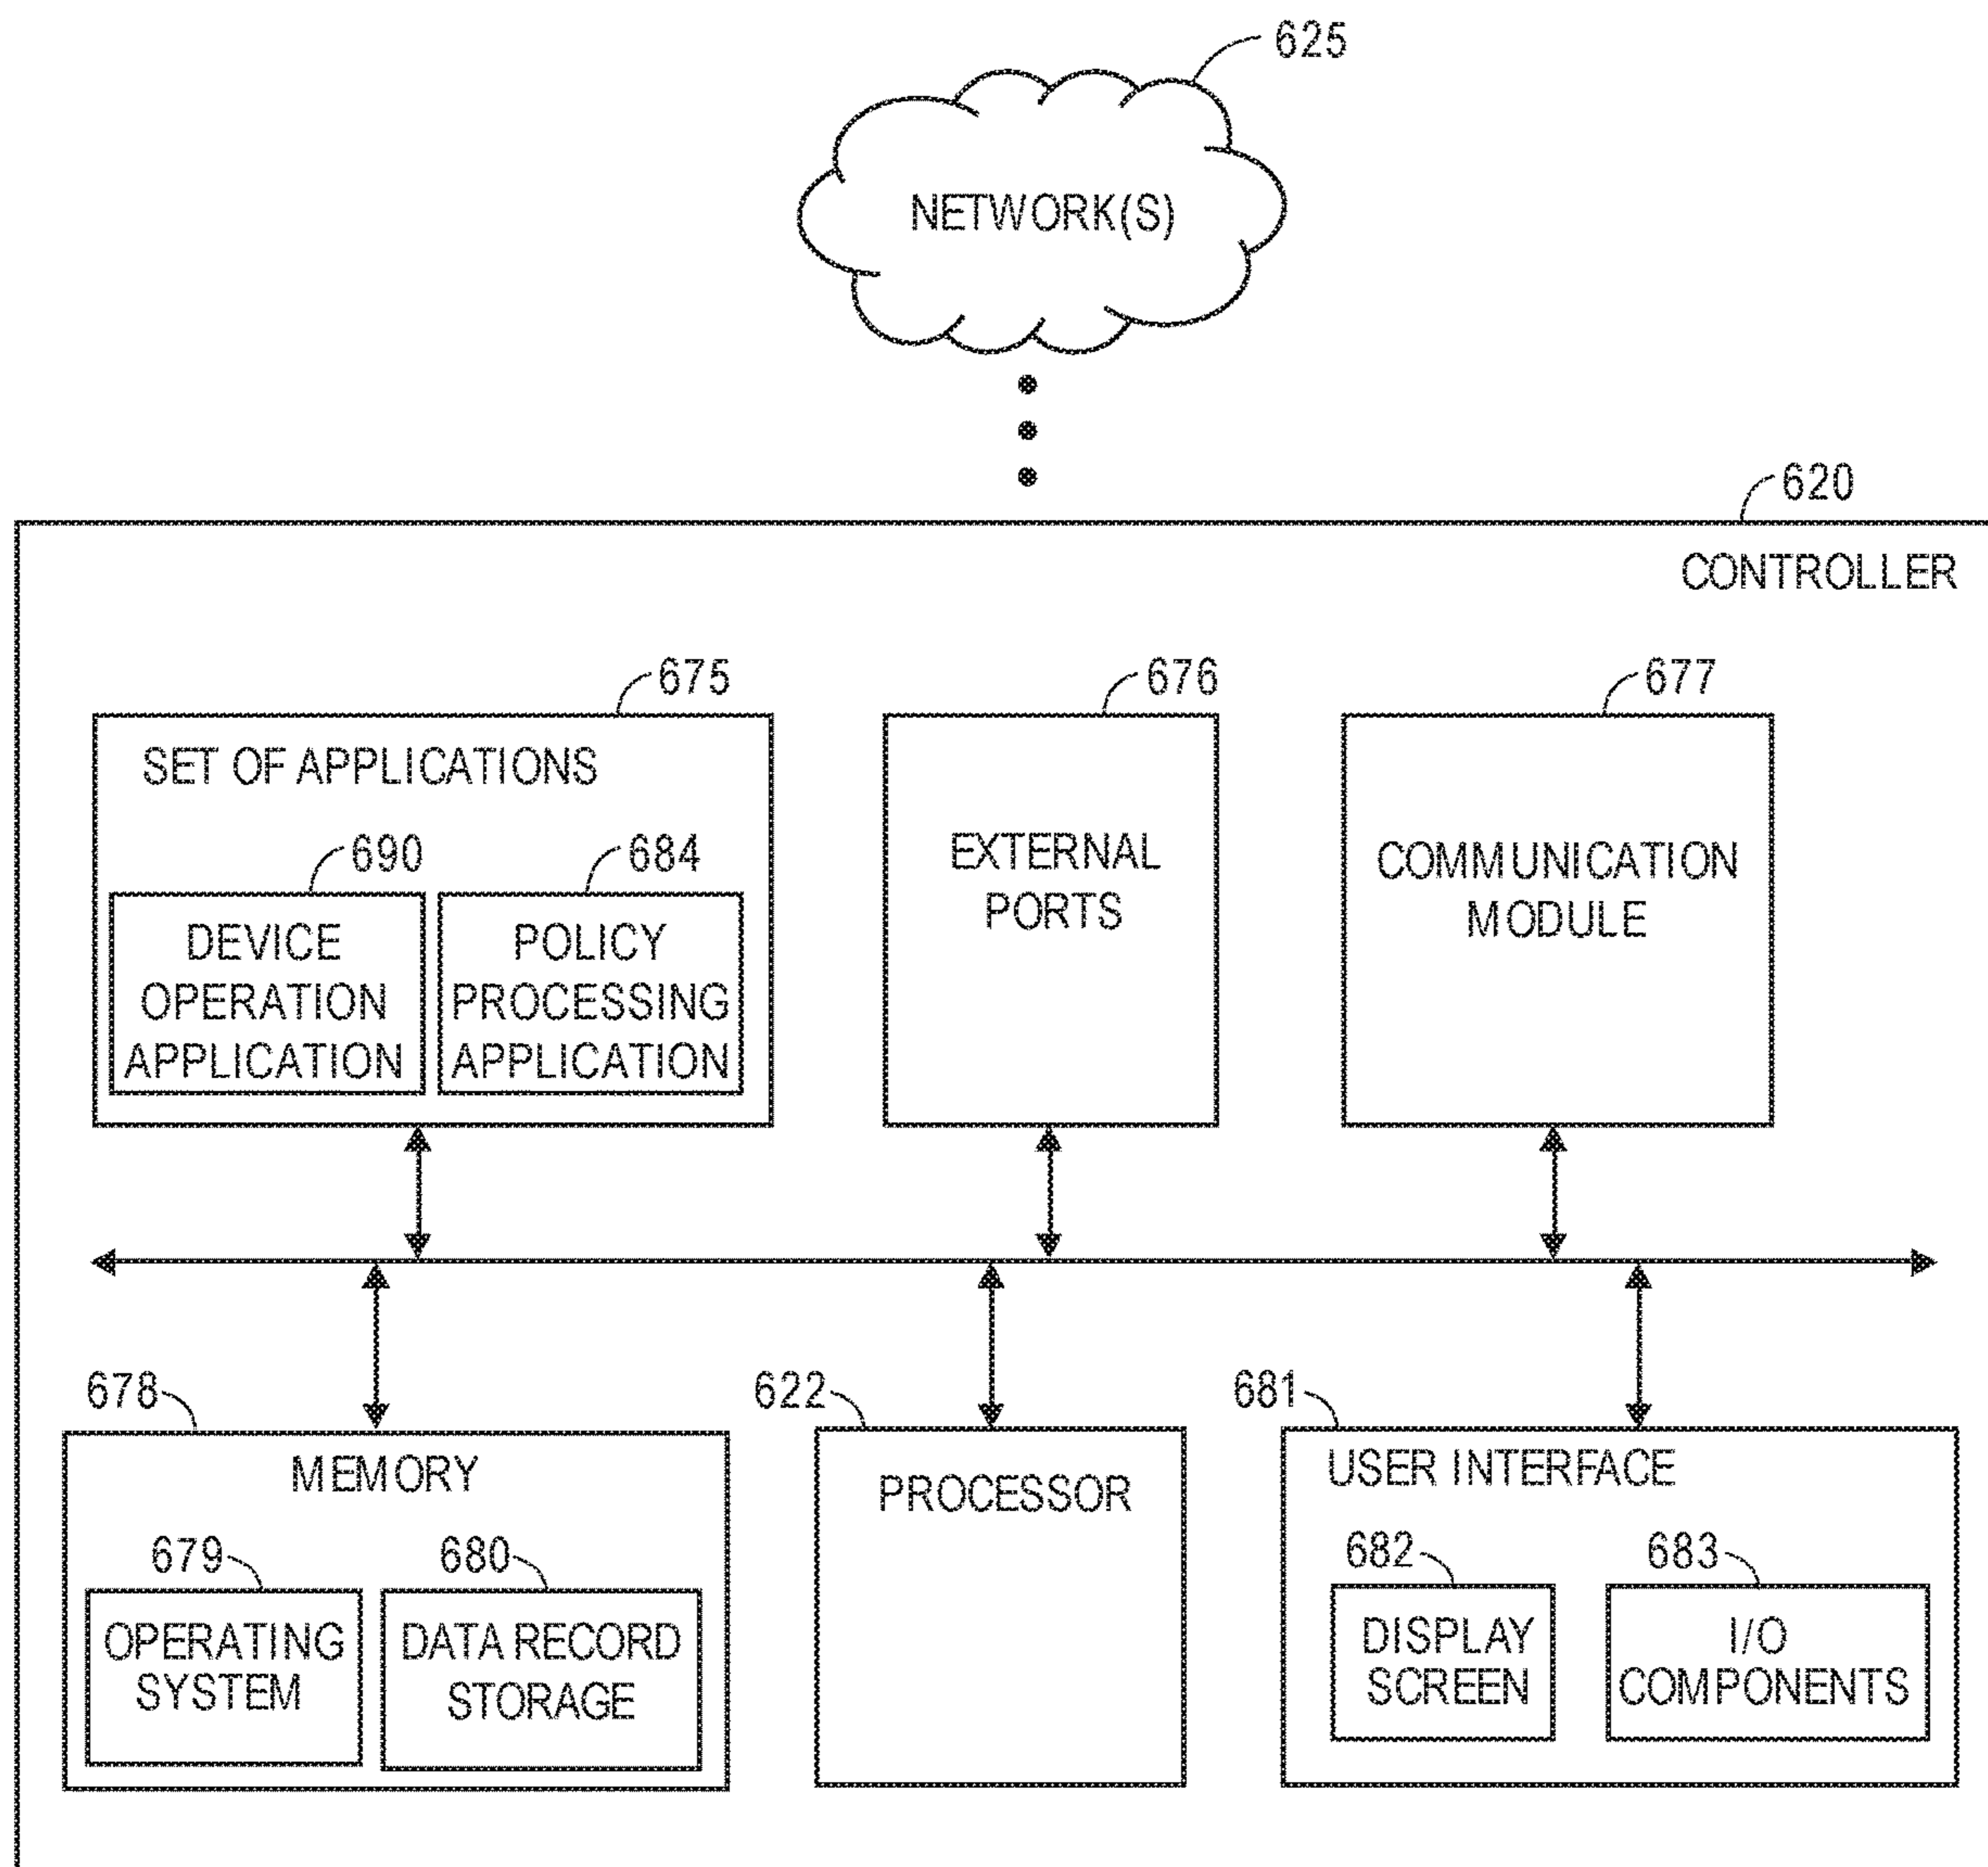 625
NETWORK(S)
620
CONTROLLER
675
SET OF APPLICATIONS
690
DEVICE
OPERATION
APPLICATION
684
POLICY
PROCESSING
APPLICATION
676
EXTERNAL
PORTS
677
COMMUNICATION
MODULE
678
MEMORY
679
OPERATING
SYSTEM
680
DATA RECORD
STORAGE
622
PROCESSOR
681
USER INTERFACE
682
DISPLAY
SCREEN
683
I/O
COMPONENTS